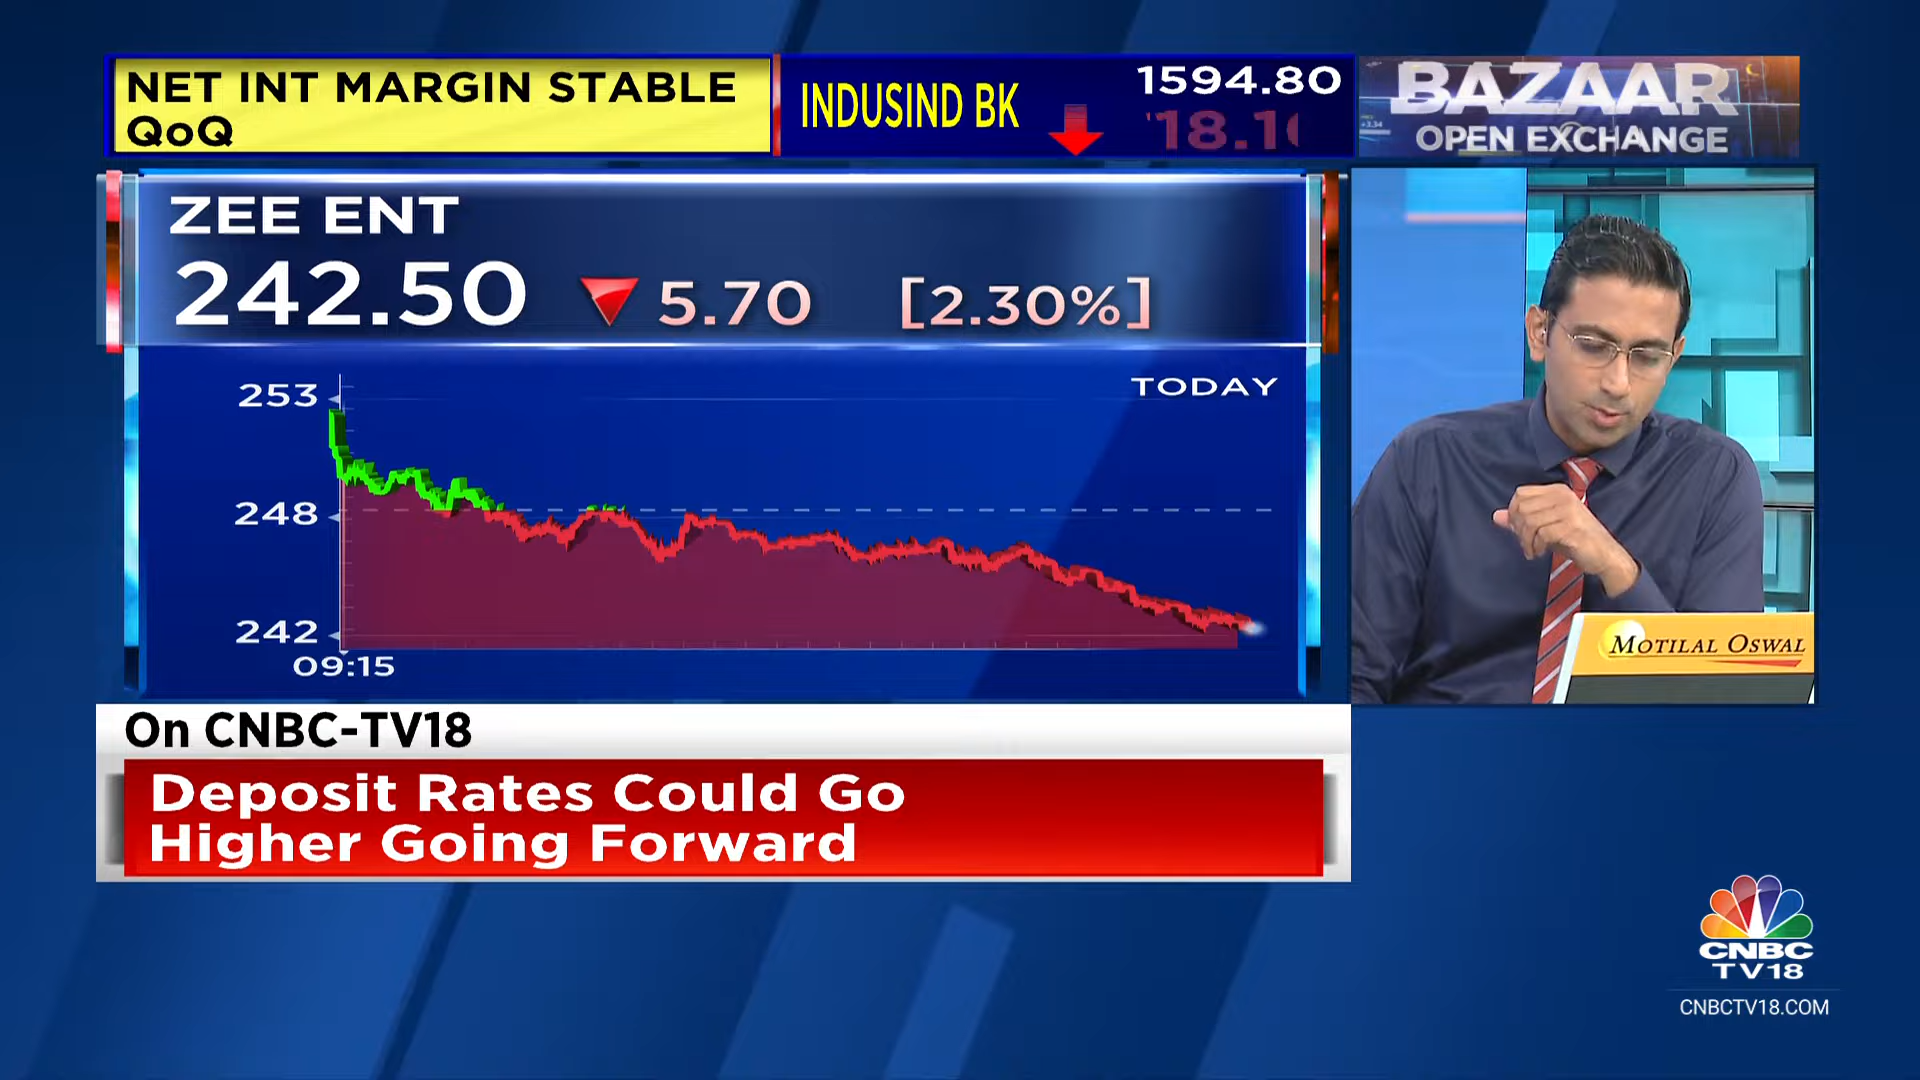 NET INT MARGIN STABLE
QoQ
INDUSIND BK
1594.80
BAZAAR
OPEN EXCHANGE
ZEE ENT
242.50 5.70 [2.30%]
TODAY
253
248
242
09:15
MOTILAL OSWAL
On CNBC-TV18
Deposit Rates Could Go
Higher Going Forward
CNBC
TV18
CNBCTV18.COM